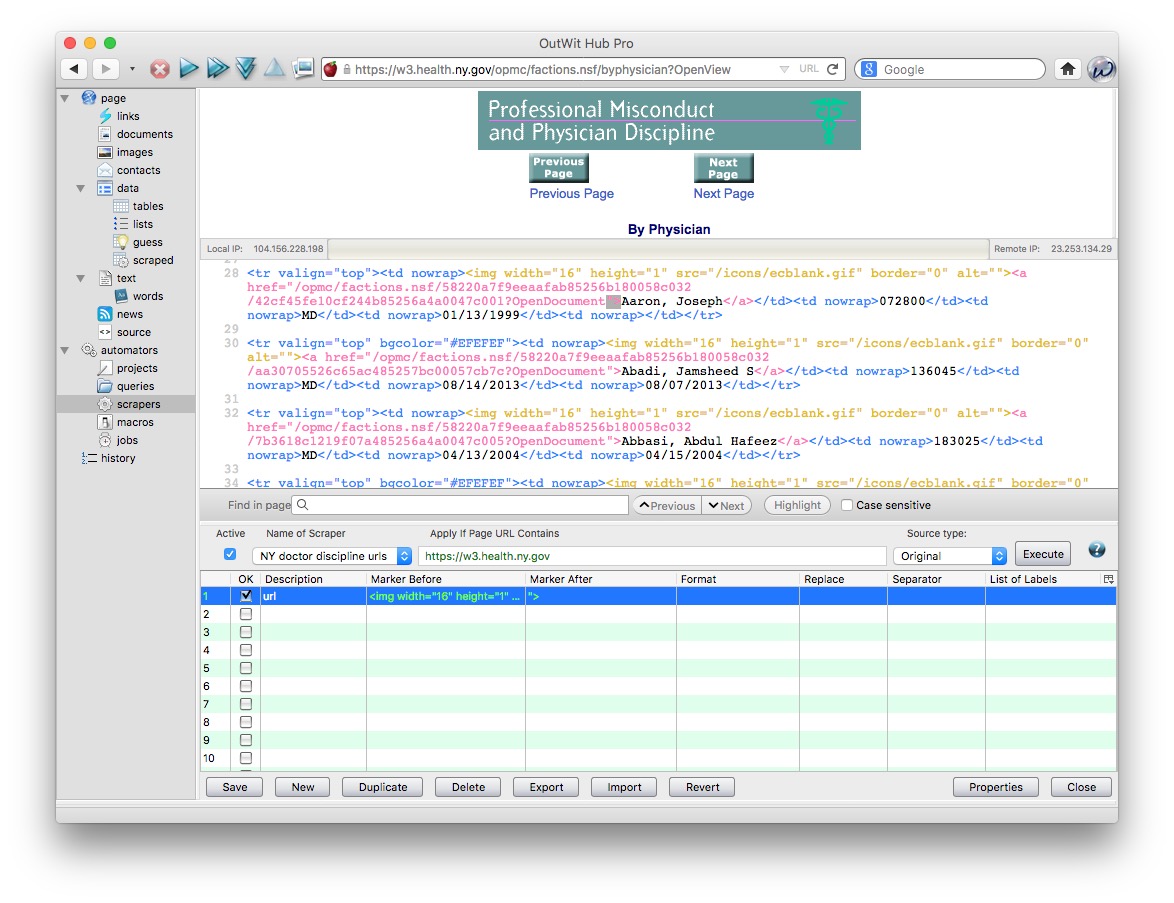 OutWit Hub Pro
https://w3.health.ny.gov/opmc/factions.nsf/byphysician?OpenView URL Google
page
links
documents
images
contacts
data
tables
lists
guess
scraped
text
words
news
source
automators
projects
queries
scrapers
macros
jobs
history
Professional Misconduct
and Physician Discipline
Previous Page Next Page
Previous Page Next Page
By Physician
Local IP: 104.156.228.198 Remote IP: 23.253.134.29
27
28 <tr valign="top"><td nowrap><img width="16" height="1" src="/icons/ecblank.gif" border="0" alt=""><a
href="/opmc/factions.nsf/58220a7f9eeaafab85256b180058c032
/42cf45fe10cf244b85256a4a0047c001?OpenDocument">Aaron, Joseph</a></td><td nowrap>072800</td><td
nowrap>MD</td><td nowrap>01/13/1999</td><td nowrap></td></tr>
29
30 <tr valign="top" bgcolor="#EFEFEF"><td nowrap><img width="16" height="1" src="/icons/ecblank.gif" border="0"
alt=""><a href="/opmc/factions.nsf/58220a7f9eeaafab85256b180058c032
/aa30705526c65ac485257bc00057cb7c?OpenDocument">Abadi, Jamsheed S</a></td><td nowrap>136045</td><td
nowrap>MD</td><td nowrap>08/14/2013</td><td nowrap>08/07/2013</td></tr>
31
32 <tr valign="top"><td nowrap><img width="16" height="1" src="/icons/ecblank.gif" border="0" alt=""><a
href="/opmc/factions.nsf/58220a7f9eeaafab85256b180058c032
/7b3618c1219f07a485256a4a0047c005?OpenDocument">Abbasi, Abdul Hafeez</a></td><td nowrap>183025</td><td
nowrap>MD</td><td nowrap>04/13/2004</td><td nowrap>04/15/2004</td></tr>
33
34 <tr valign="top" bgcolor="#EFEFEF"><td nowrap><img width="16" height="1" src="/icons/ecblank.gif" border="0"
Find in page Previous Next Highlight Case sensitive
Active Name of Scraper Apply If Page URL Contains Source type:
NY doctor discipline urls https://w3.health.ny.gov Original Execute ?
OK Description Marker Before Marker After Format Replace Separator List of Labels
1 url <img width="16" height="1" ... ">
2
3
4
5
6
7
8
9
10
Save New Duplicate Delete Export Import Revert Properties Close